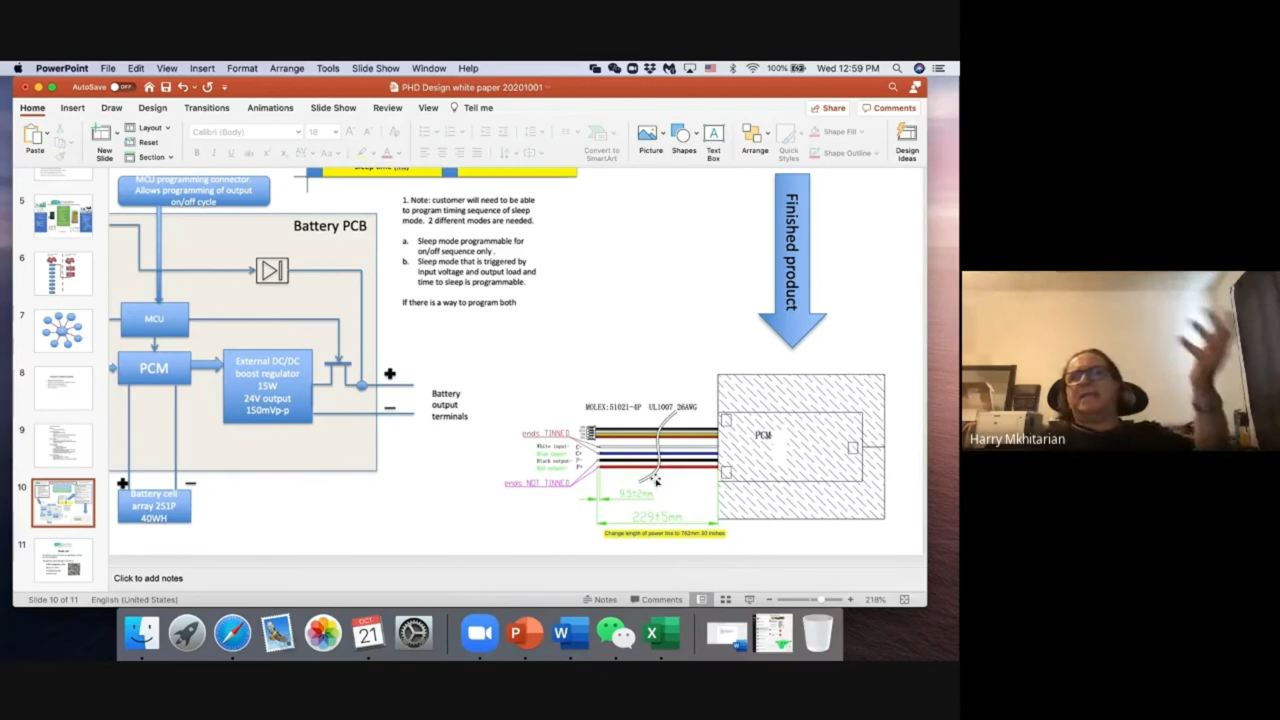 PowerPoint File Edit View Insert Format Arrange Tools Slide Show Window Help
100% Wed 12:59 PM
AutoSave OFF
PHD Design white paper 20201001
Home Insert Draw Design Transitions Animations Slide Show Review View Tell me
Share Comments
Paste
New Slide
Layout
Reset
Section
Calibri (Body) 18
B I U
Convert to SmartArt
Picture
Shapes
Text Box
Arrange
Quick Styles
Shape Fill
Shape Outline
Design Ideas
5
6
7
8
9
10
11
MCU programming connector.
Allows programming of output
on/off cycle
Battery PCB
MCU
PCM
External DC/DC
boost regulator
15W
24V output
150mVp-p
+
−
Battery
output
terminals
+
−
Battery cell
array 2S1P
40WH
1. Note: customer will need to be able
to program timing sequence of sleep
mode. 2 different modes are needed.
a. Sleep mode programmable for
on/off sequence only .
b. Sleep mode that is triggered by
Input voltage and output load and
time to sleep is programmable.
If there is a way to program both
Finished product
MOLEX:51021-4P UL1007 26AWG
ends TINNED
White input-
Black output-
ends NOT TINNED
PCM
9.5±2mm
229±5mm
Change length of power line to 762mm 30 inches
Click to add notes
Slide 10 of 11 English (United States)
Notes Comments
218%
OCT
21
Harry Mkhitarian